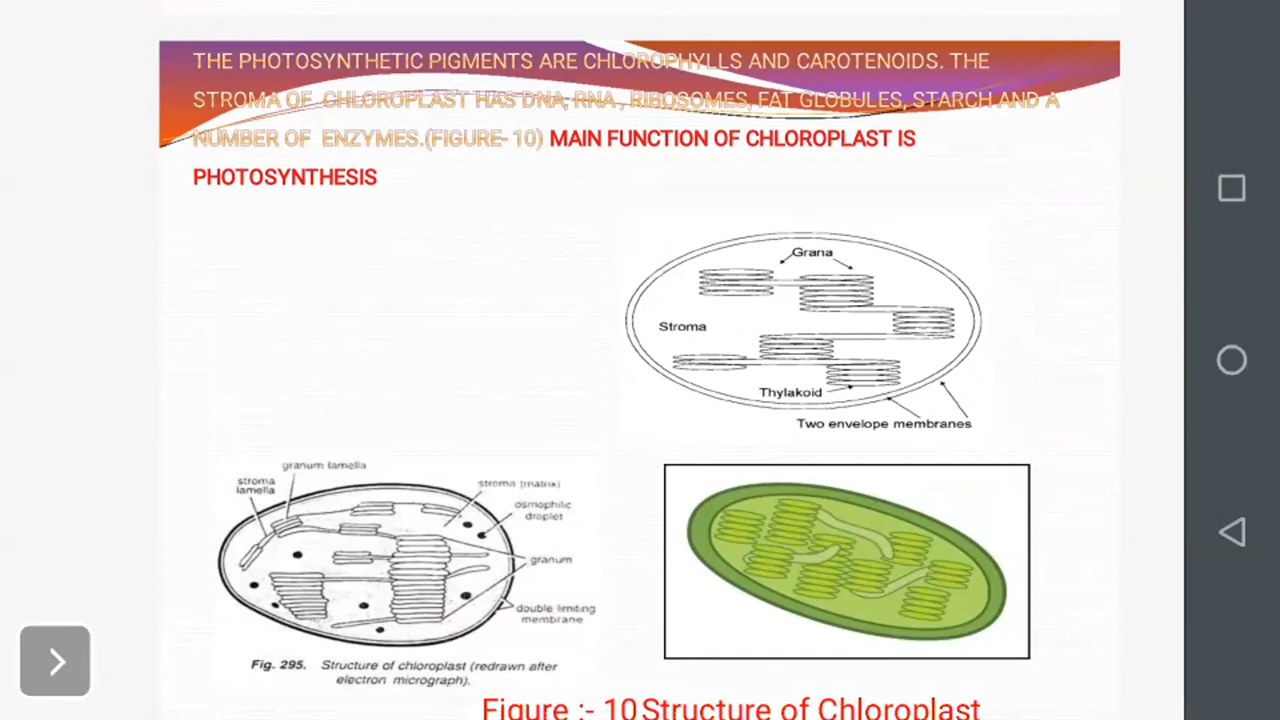 THE PHOTOSYNTHETIC PIGMENTS ARE CHLOROPHYLLS AND CAROTENOIDS. THE
STROMA OF CHLOROPLAST HAS DNA, RNA , RIBOSOMES, FAT GLOBULES, STARCH AND A
NUMBER OF ENZYMES.(FIGURE- 10) MAIN FUNCTION OF CHLOROPLAST IS
PHOTOSYNTHESIS
Grana
Stroma
Thylakoid
Two envelope membranes
granum lamella
stroma
lamella
stroma (matrix)
osmophilic
droplet
granum
double limiting
membrane
Fig. 295. Structure of chloroplast (redrawn after
electron micrograph).
Figure :- 10 Structure of Chloroplast